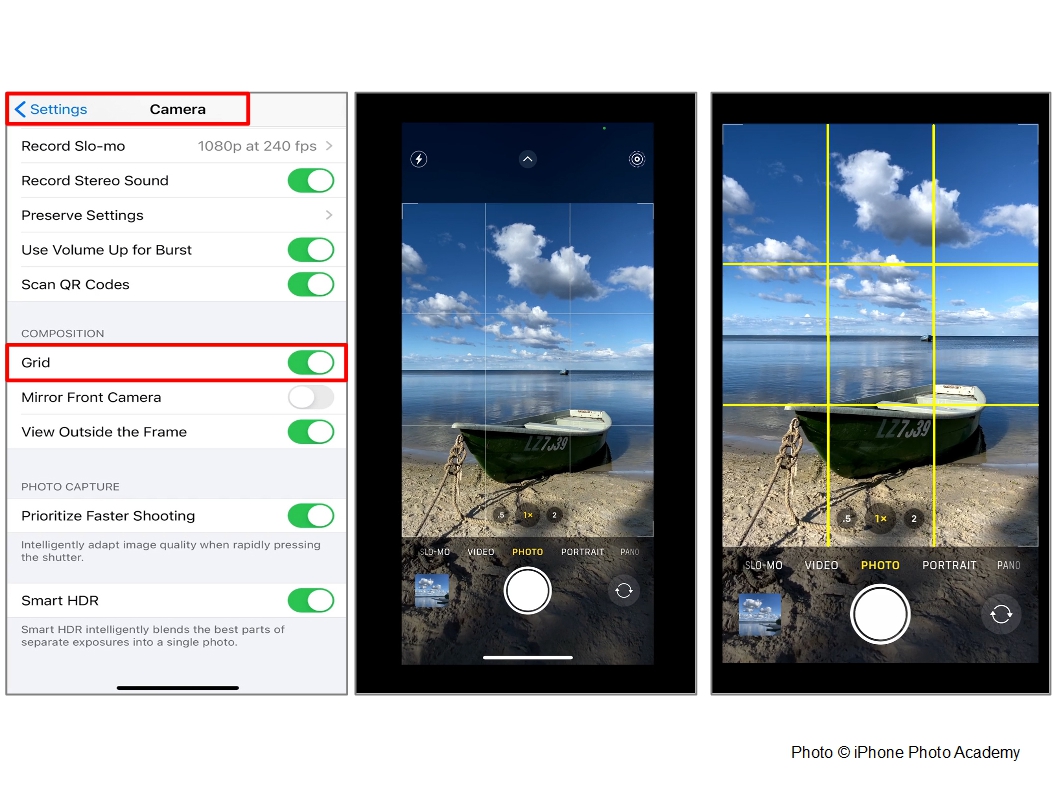 Settings Camera
Record Slo-mo 1080p at 240 fps
Record Stereo Sound
Preserve Settings
Use Volume Up for Burst
Scan QR Codes
COMPOSITION
Grid
Mirror Front Camera
View Outside the Frame
PHOTO CAPTURE
Prioritize Faster Shooting
Intelligently adapt image quality when rapidly pressing
the shutter.
Smart HDR
Smart HDR intelligently blends the best parts of
separate exposures into a single photo.
LZ7539
.5 1× 2
SLO-MO VIDEO PHOTO PORTRAIT PANO
LZ7539
.5 1× 2
SLO-MO VIDEO PHOTO PORTRAIT PANO
Photo © iPhone Photo Academy